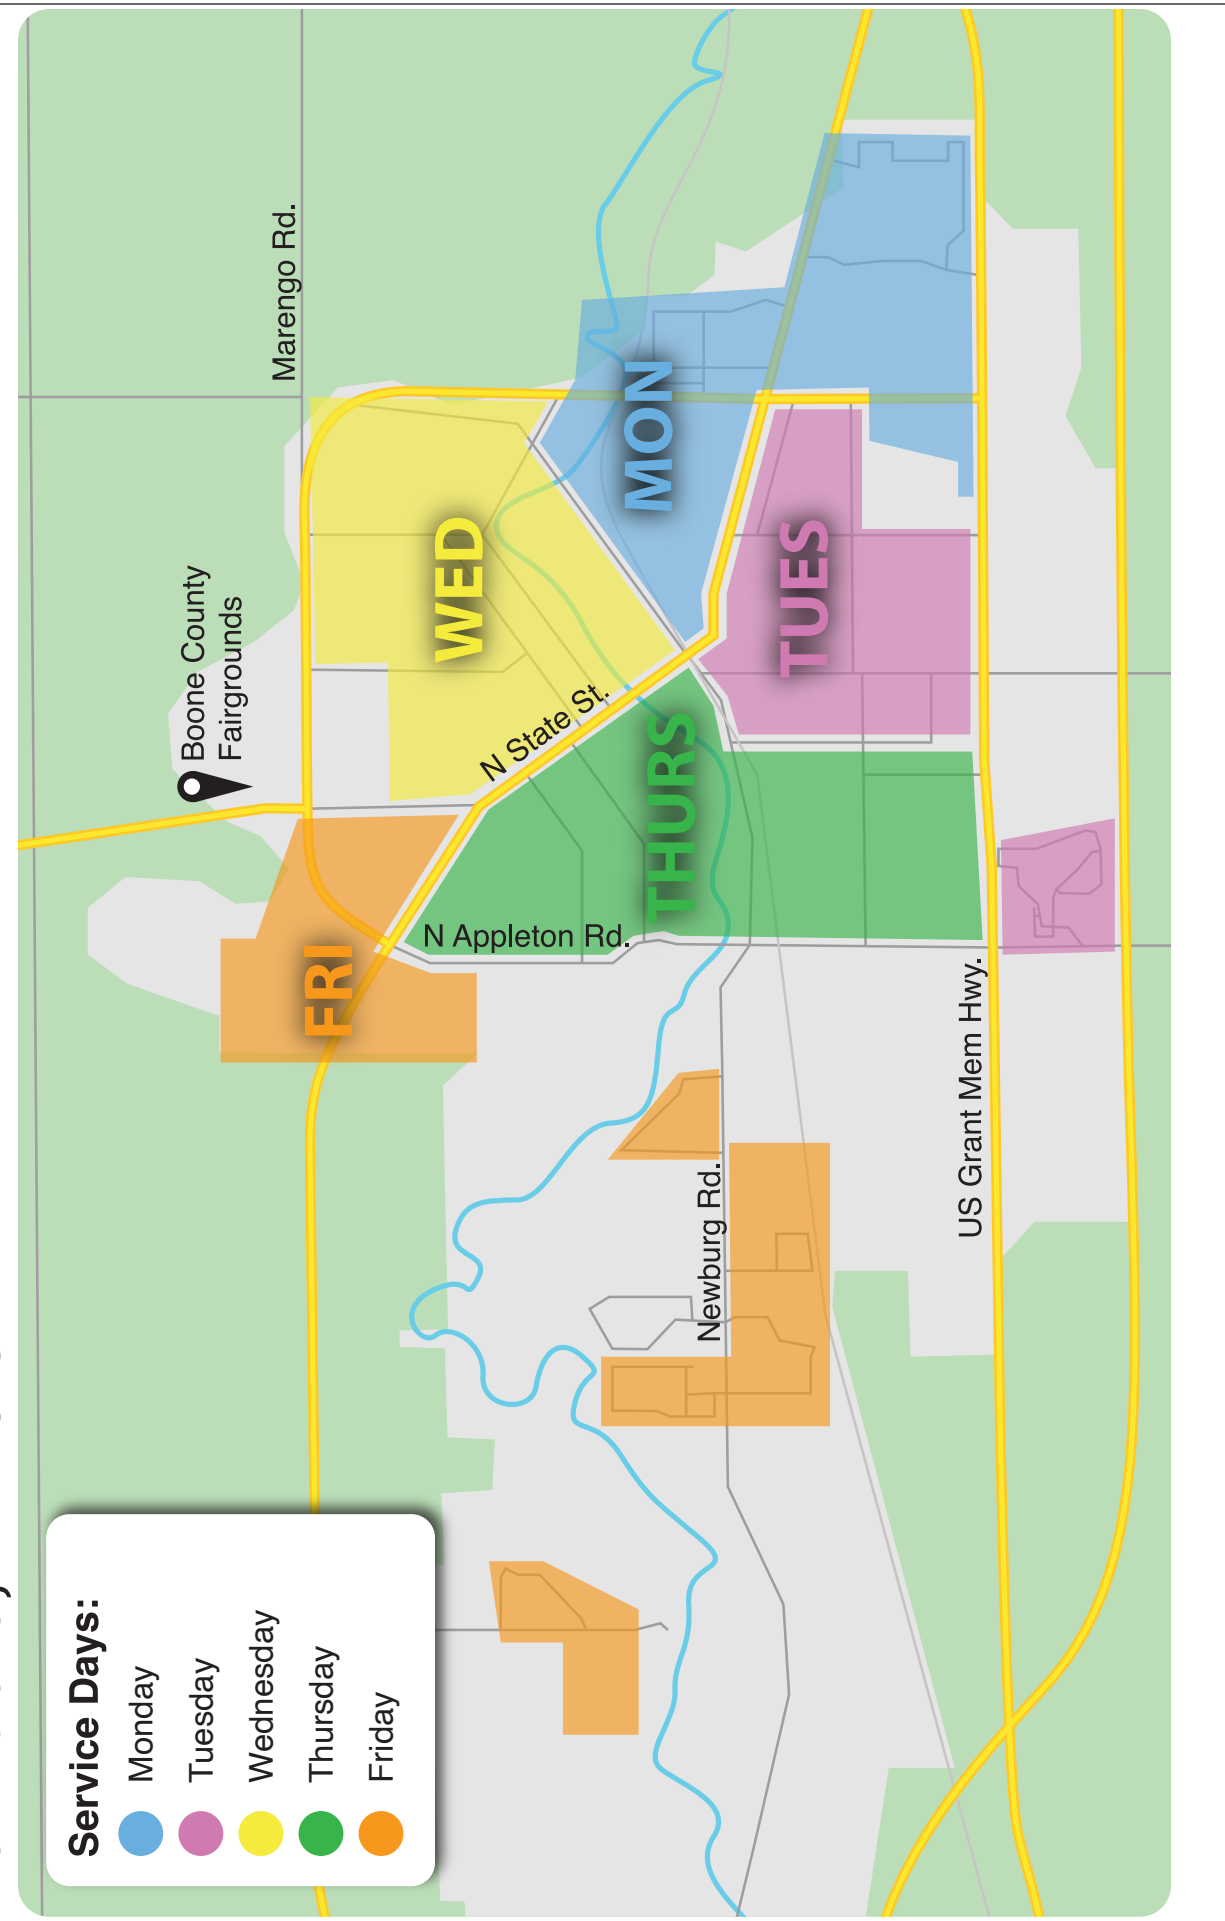 Service Days:
Monday
Tuesday
Wednesday
Thursday
Friday
Boone County
Fairgrounds
Marengo Rd.
WED
MON
N State St.
FRI
THURS
TUES
N Appleton Rd.
Newburg Rd.
US Grant Mem Hwy.